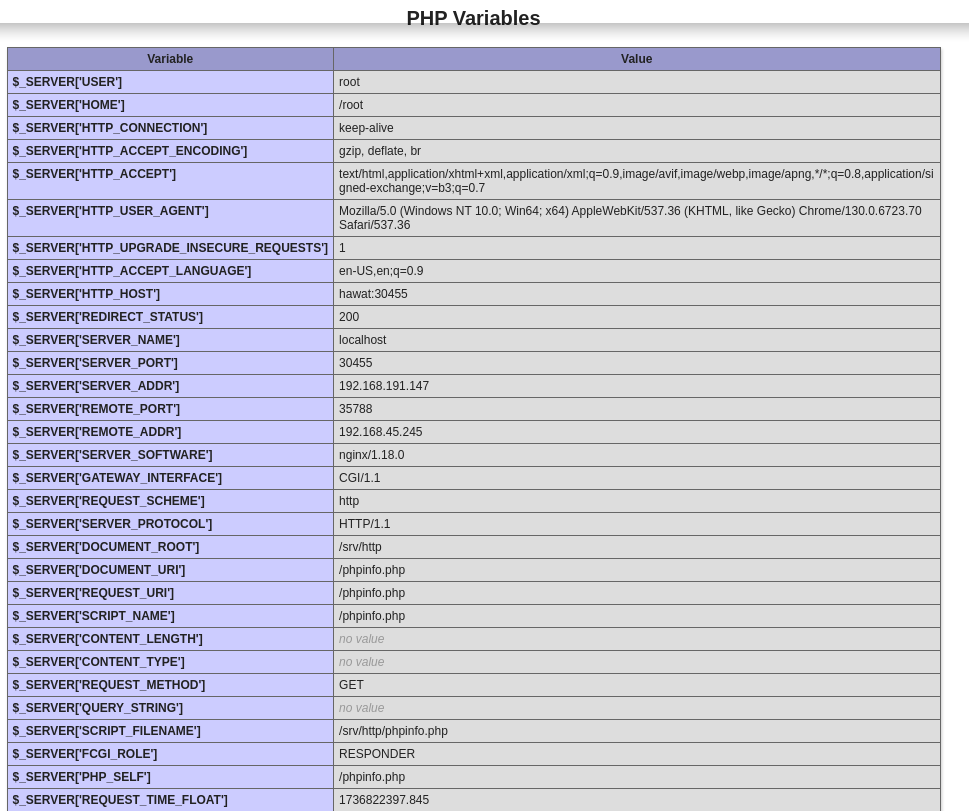 PHP Variables
Variable Value
$_SERVER['USER'] root
$_SERVER['HOME'] /root
$_SERVER['HTTP_CONNECTION'] keep-alive
$_SERVER['HTTP_ACCEPT_ENCODING'] gzip, deflate, br
$_SERVER['HTTP_ACCEPT'] text/html,application/xhtml+xml,application/xml;q=0.9,image/avif,image/webp,image/apng,*/*;q=0.8,application/si
gned-exchange;v=b3;q=0.7
$_SERVER['HTTP_USER_AGENT'] Mozilla/5.0 (Windows NT 10.0; Win64; x64) AppleWebKit/537.36 (KHTML, like Gecko) Chrome/130.0.6723.70
Safari/537.36
$_SERVER['HTTP_UPGRADE_INSECURE_REQUESTS'] 1
$_SERVER['HTTP_ACCEPT_LANGUAGE'] en-US,en;q=0.9
$_SERVER['HTTP_HOST'] hawat:30455
$_SERVER['REDIRECT_STATUS'] 200
$_SERVER['SERVER_NAME'] localhost
$_SERVER['SERVER_PORT'] 30455
$_SERVER['SERVER_ADDR'] 192.168.191.147
$_SERVER['REMOTE_PORT'] 35788
$_SERVER['REMOTE_ADDR'] 192.168.45.245
$_SERVER['SERVER_SOFTWARE'] nginx/1.18.0
$_SERVER['GATEWAY_INTERFACE'] CGI/1.1
$_SERVER['REQUEST_SCHEME'] http
$_SERVER['SERVER_PROTOCOL'] HTTP/1.1
$_SERVER['DOCUMENT_ROOT'] /srv/http
$_SERVER['DOCUMENT_URI'] /phpinfo.php
$_SERVER['REQUEST_URI'] /phpinfo.php
$_SERVER['SCRIPT_NAME'] /phpinfo.php
$_SERVER['CONTENT_LENGTH'] no value
$_SERVER['CONTENT_TYPE'] no value
$_SERVER['REQUEST_METHOD'] GET
$_SERVER['QUERY_STRING'] no value
$_SERVER['SCRIPT_FILENAME'] /srv/http/phpinfo.php
$_SERVER['FCGI_ROLE'] RESPONDER
$_SERVER['PHP_SELF'] /phpinfo.php
$_SERVER['REQUEST_TIME_FLOAT'] 1736822397.845